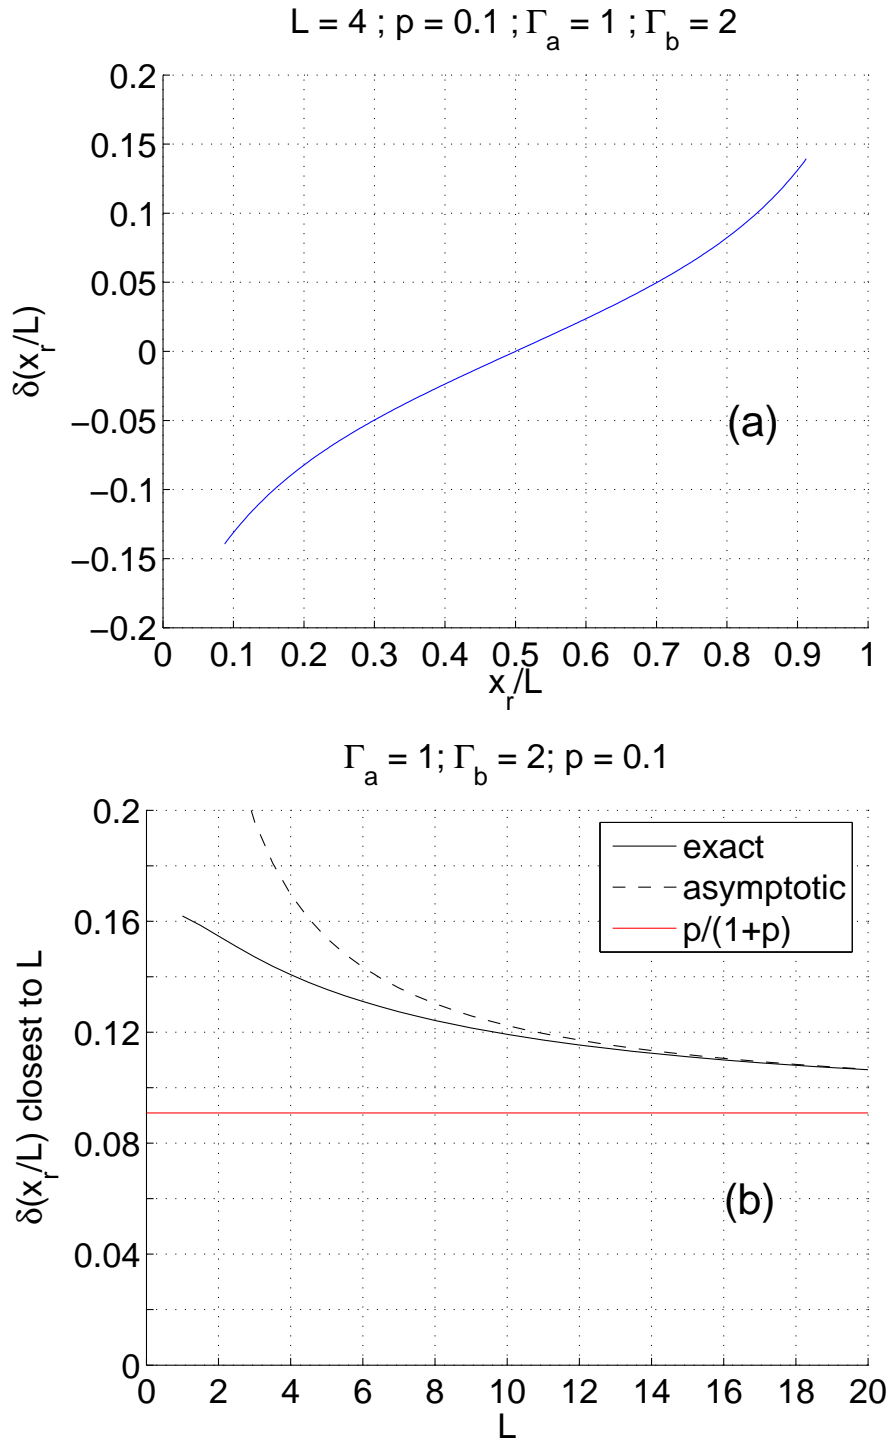 L = 4 ; p = 0.1 ; Γa = 1 ; Γb = 2
0.2
0.15
0.1
0.05
0
−0.05
−0.1
−0.15
−0.2
δ(xr/L)
(a)
0 0.1 0.2 0.3 0.4 0.5 0.6 0.7 0.8 0.9 1
xr/L
Γa = 1; Γb = 2; p = 0.1
0.2
0.16
0.12
0.08
0.04
0
δ(xr/L) closest to L
exact
asymptotic
p/(1+p)
(b)
0 2 4 6 8 10 12 14 16 18 20
L